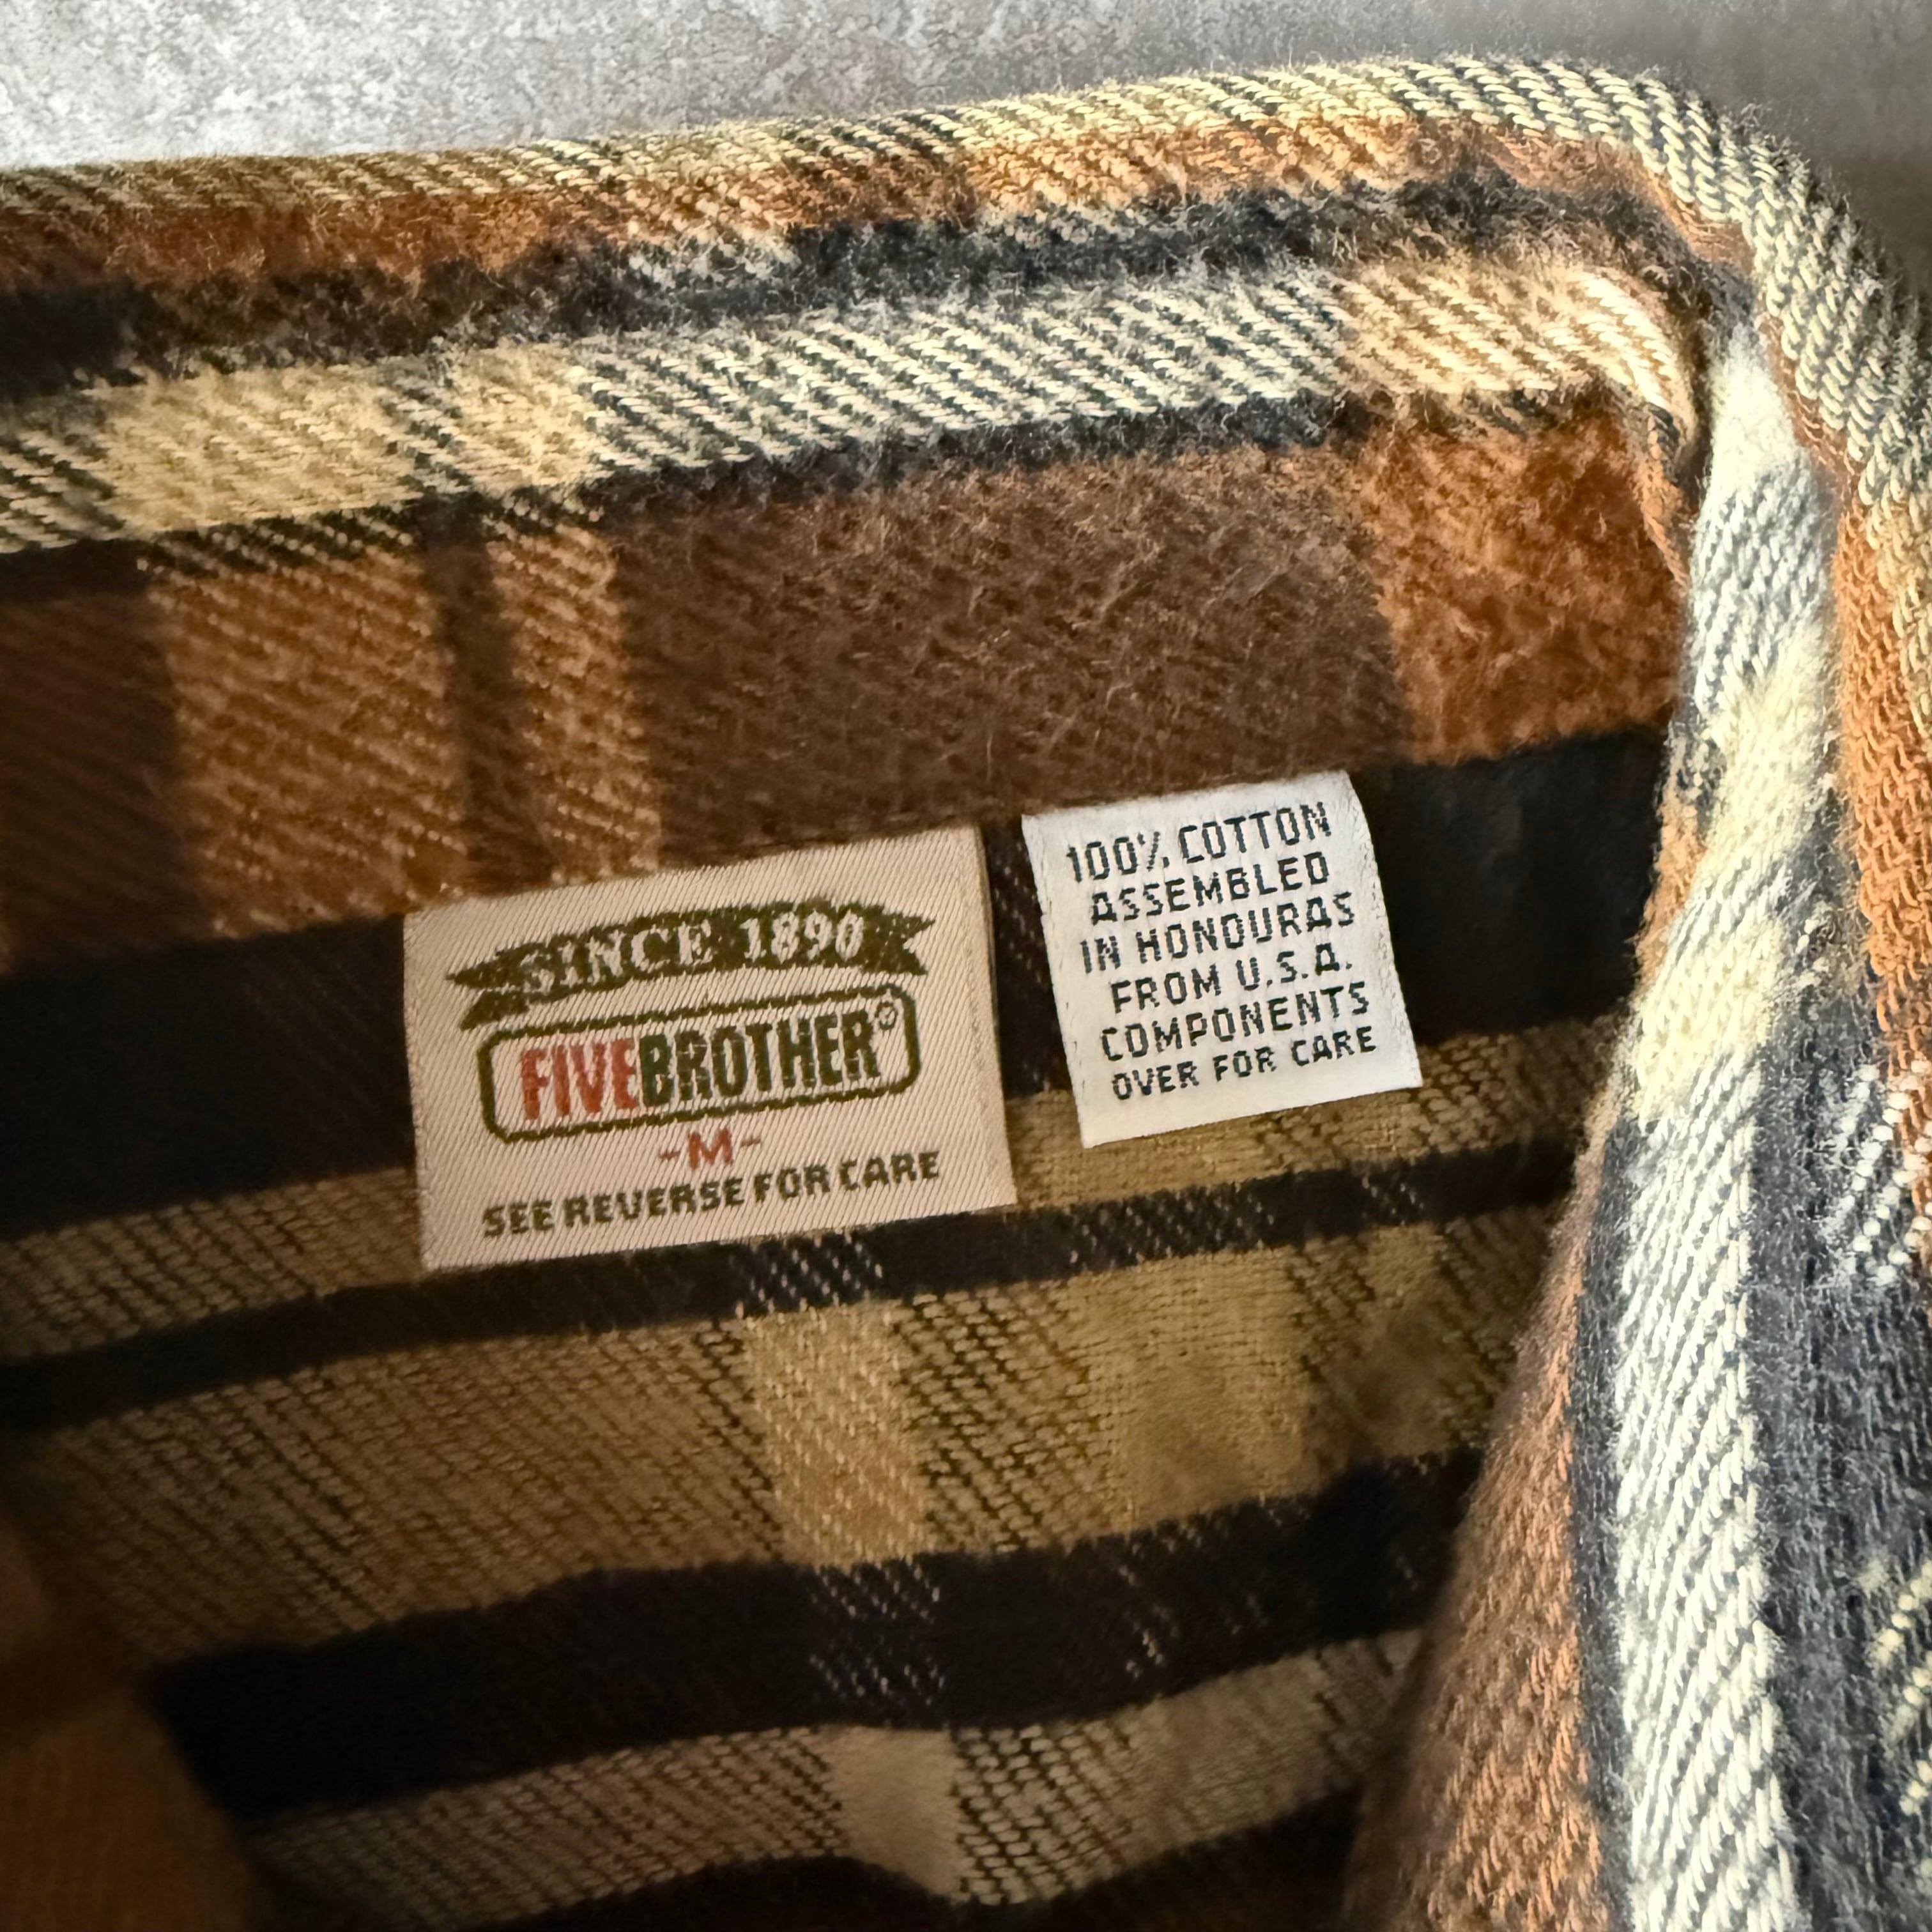 SINCE 1890
FIVEBROTHER®
-M-
SEE REVERSE FOR CARE
100% COTTON
ASSEMBLED
IN HONDURAS
FROM U.S.A.
COMPONENTS
OVER FOR CARE